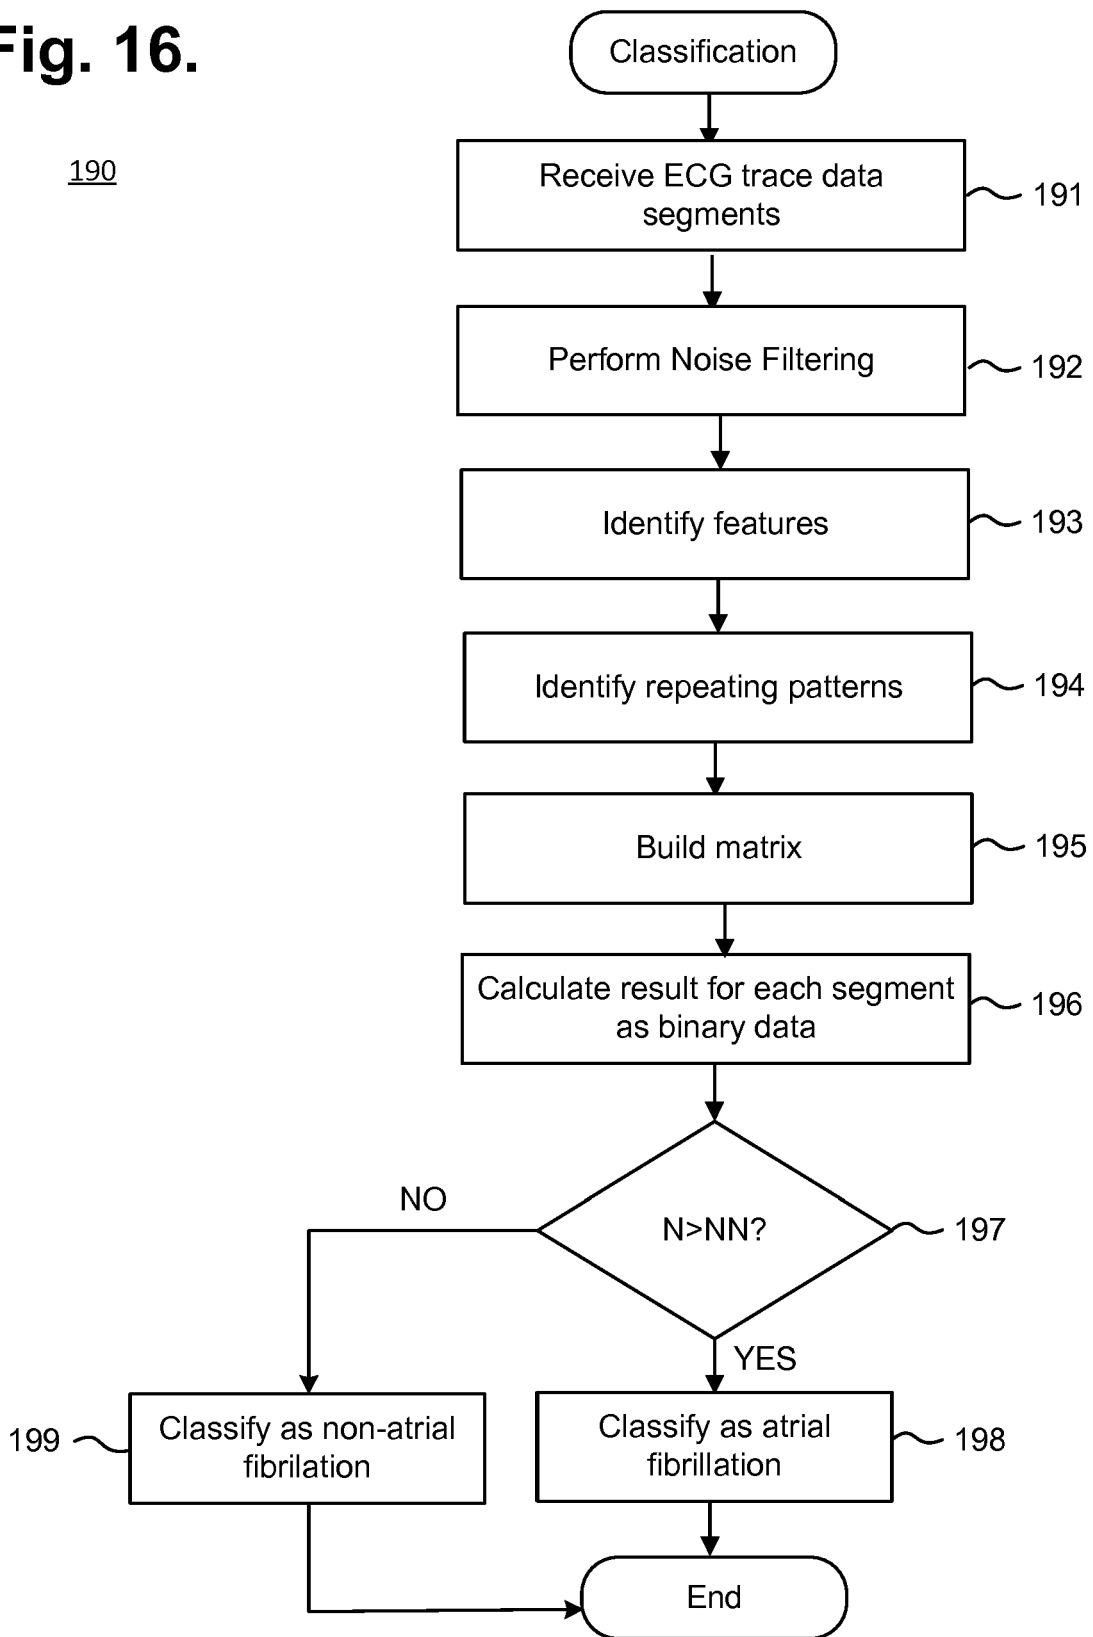 Fig. 16.
190
Classification
Receive ECG trace data
segments
191
Perform Noise Filtering
192
Identify features
193
Identify repeating patterns
194
Build matrix
195
Calculate result for each segment
as binary data
196
N>NN?
197
NO
YES
199
Classify as non-atrial
fibrilation
Classify as atrial
fibrillation
198
End